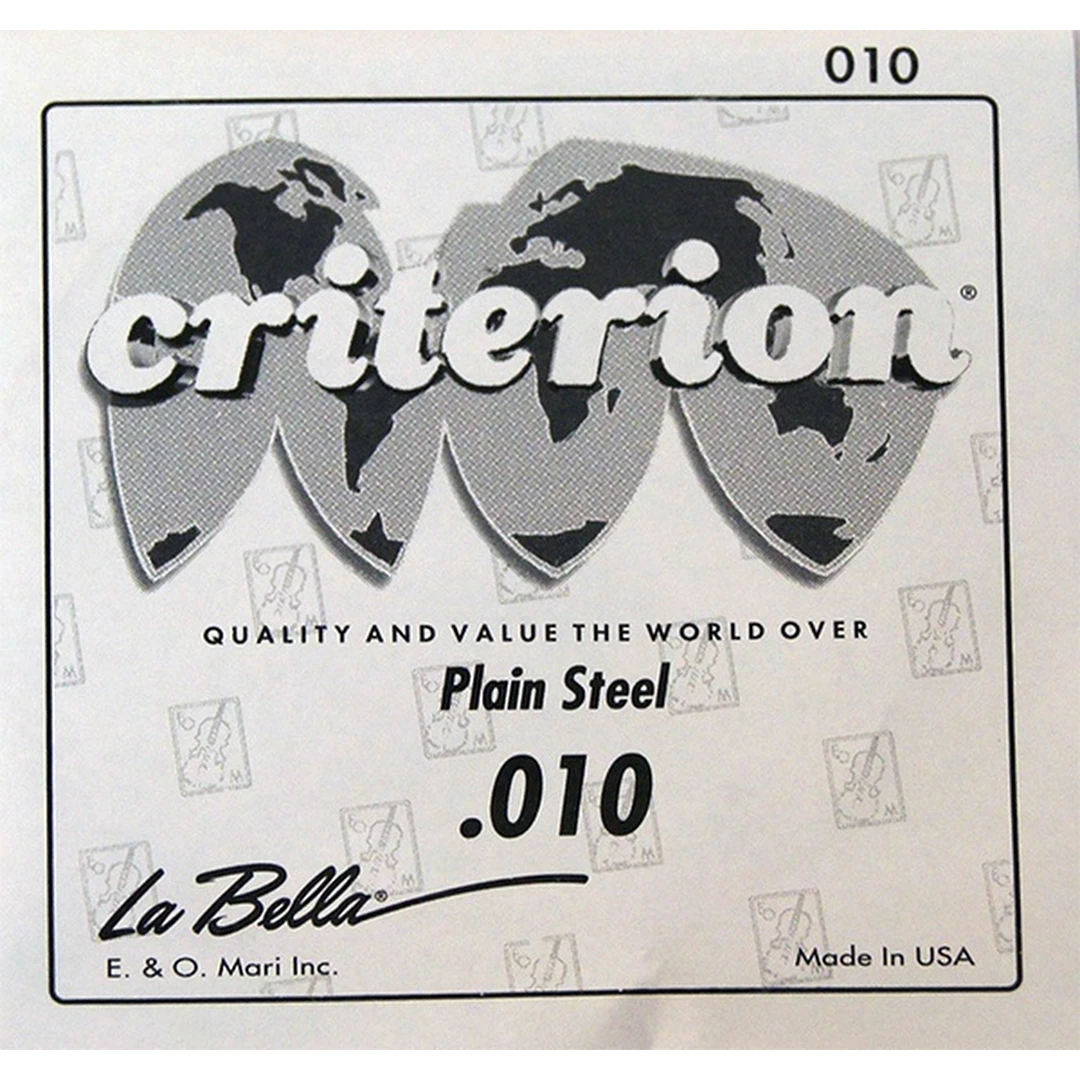 010
criterion®
QUALITY AND VALUE THE WORLD OVER
Plain Steel
.010
La Bella®
E. & O. Mari Inc.
Made In USA